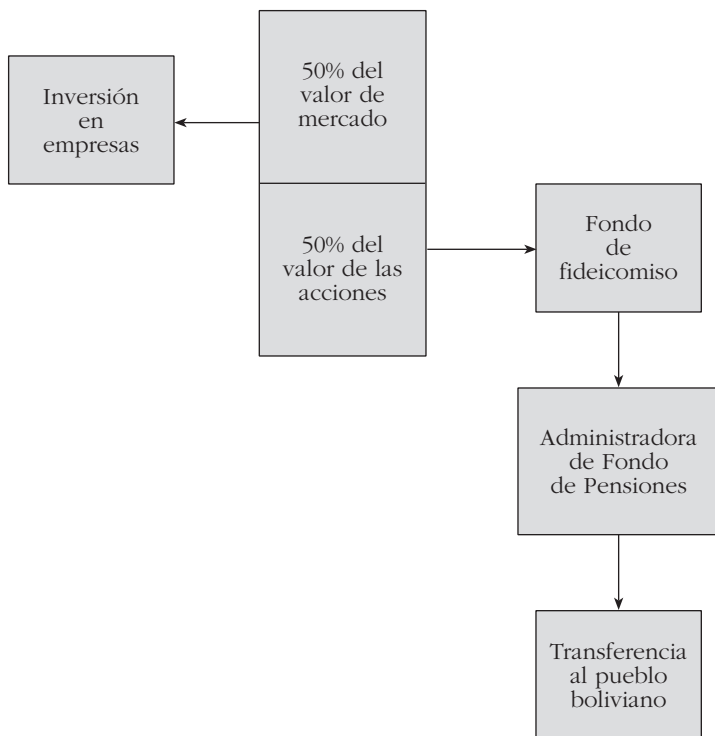 50% del
valor de
mercado
Inversión
en
empresas
50% del
valor de las
acciones
Fondo
de
fideicomiso
Administradora
de Fondo
de Pensiones
Transferencia
al pueblo
boliviano